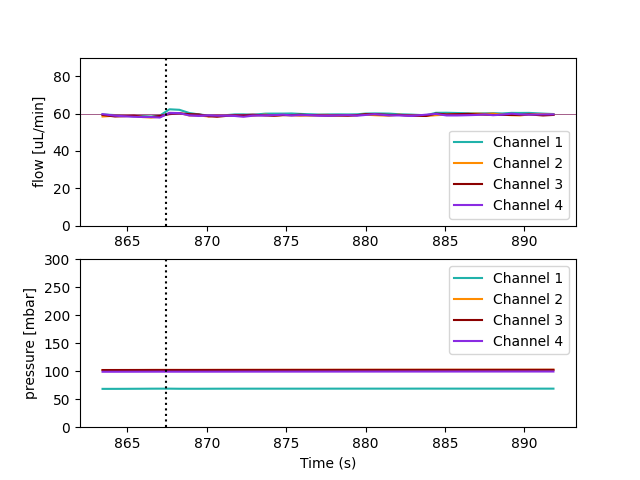 80
60
40
20
0
flow [uL/min]
865 870 875 880 885 890
Channel 1
Channel 2
Channel 3
Channel 4
300
250
200
150
100
50
0
pressure [mbar]
Channel 1
Channel 2
Channel 3
Channel 4
865 870 875 880 885 890
Time (s)